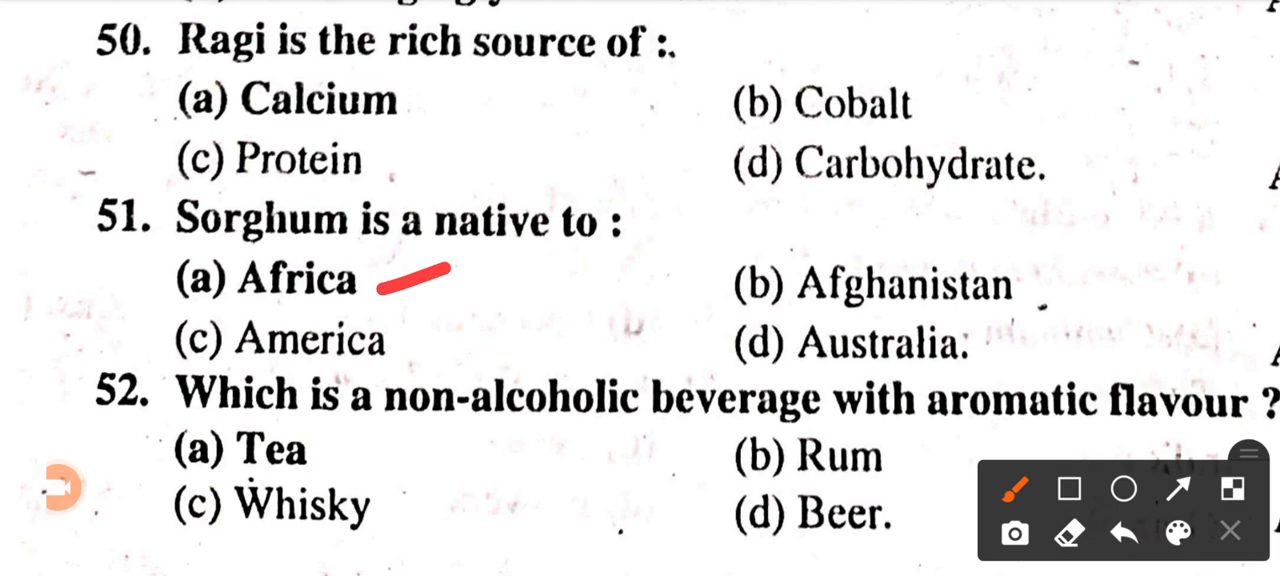 50. Ragi is the rich source of :.
(a) Calcium (b) Cobalt
(c) Protein (d) Carbohydrate.
51. Sorghum is a native to :
(a) Africa (b) Afghanistan
(c) America (d) Australia:
52. Which is a non-alcoholic beverage with aromatic flavour ?
(a) Tea (b) Rum
(c) Whisky (d) Beer.